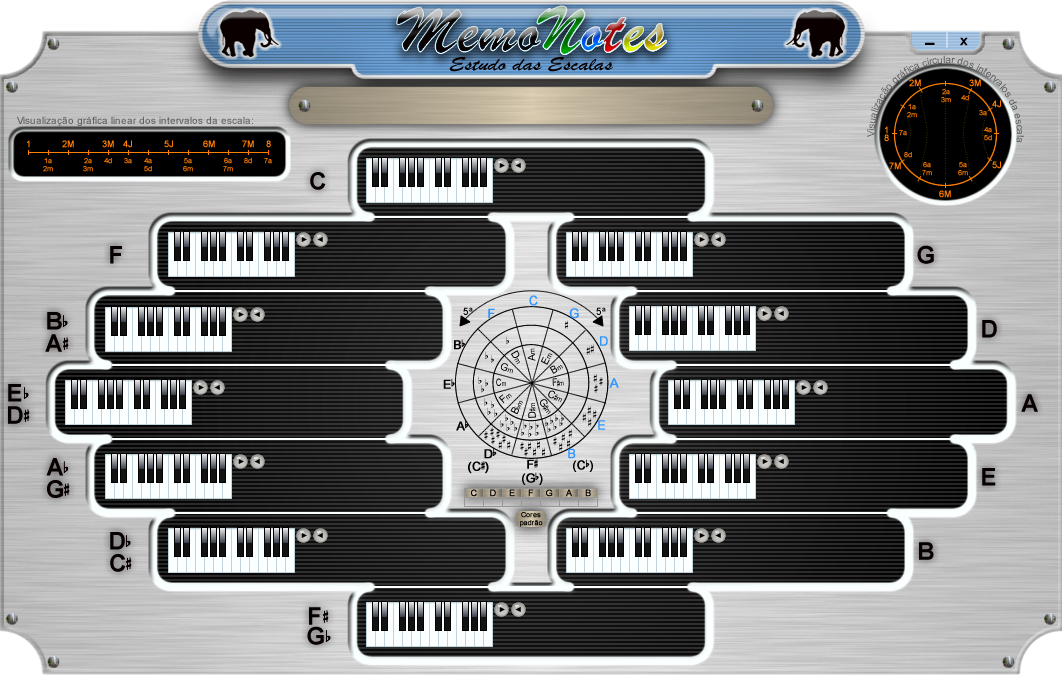 MemoNotes
Estudo das Escalas
x
Visualização gráfica circular dos intervalos da escala
Visualização gráfica linear dos intervalos da escala:
1 2M 3M 4J 5J 6M 7M 8
1a 2a 4d 3a 4a 5a 6a 8d 7a
2m 3m 5d 6m 7m
2M 3M
2a 3m 4d 4J
1a 2m 3a
1 8 7a 4a 5d
8d 5J
7M 6a 7m 5a 6m
6M
C
F
G
B♭
A♯
D
E♭
D♯
A
A♭
G♯
E
D♭
C♯
B
F♯
G♭
C
5ª F G 5ª
B♭ D
E♭ A
A♭ E
D♭ B
(C♯) F♯ (C♭)
(G♭)
Am Em Bm F♯m C♯m G♯m D♯m B♭m Fm Cm Gm Dm
C D E F G A B
Cores
padrão